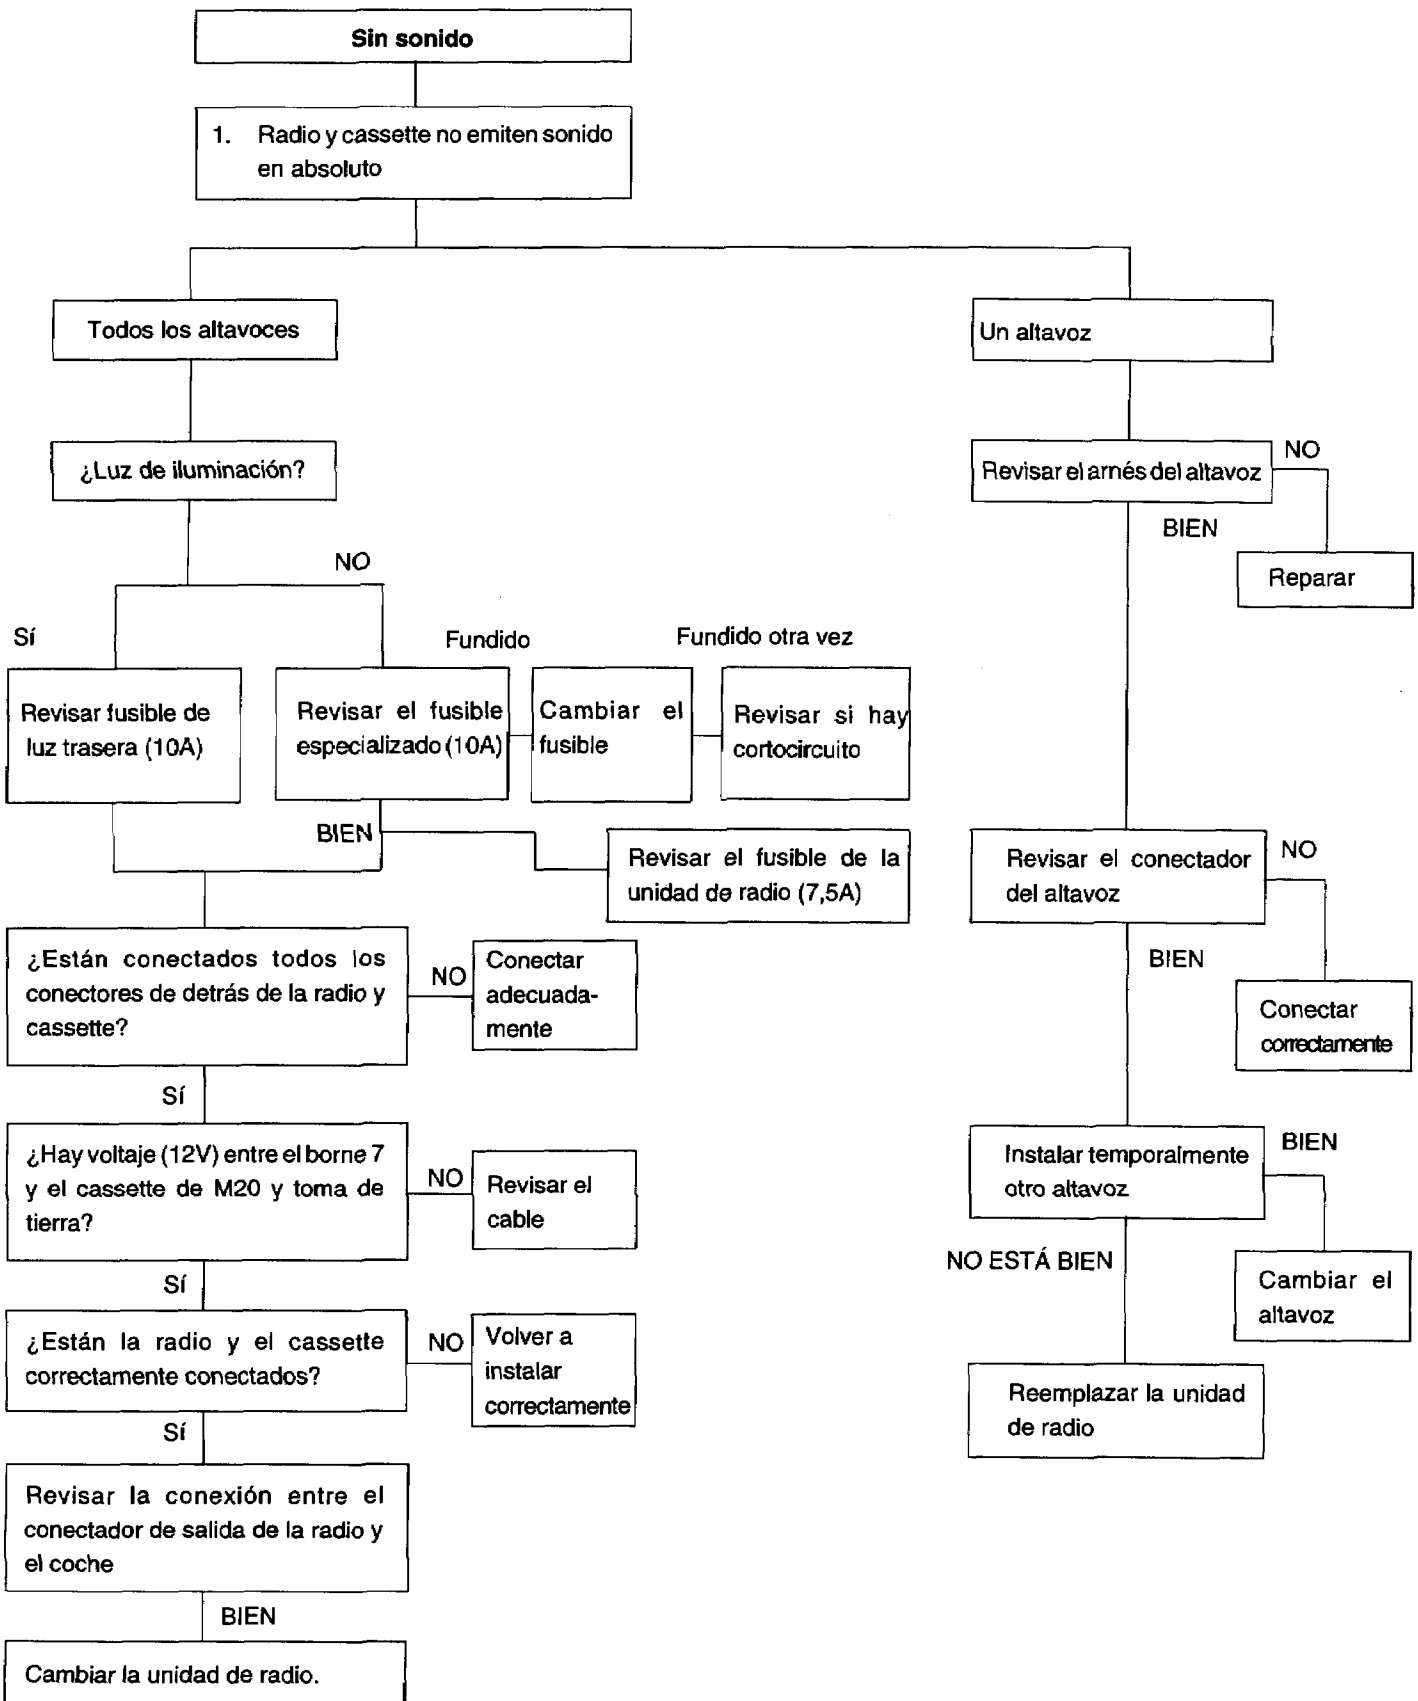 Sin sonido
1. Radio y cassette no emiten sonido
en absoluto
Todos los altavoces
Un altavoz
¿Luz de iluminación?
NO
Revisar el arnés del altavoz
BIEN
Reparar
NO
Sí
Fundido
Fundido otra vez
Revisar fusible de
luz trasera (10A)
Revisar el fusible
especializado (10A)
Cambiar el
fusible
Revisar si hay
cortocircuito
BIEN
Revisar el fusible de la
unidad de radio (7,5A)
Revisar el conectador
del altavoz
NO
¿Están conectados todos los
conectores de detrás de la radio y
cassette?
NO
Conectar
adecuada-
mente
BIEN
Conectar
correctamente
Sí
¿Hay voltaje (12V) entre el borne 7
y el cassette de M20 y toma de
tierra?
NO
Revisar el
cable
Instalar temporalmente
otro altavoz
BIEN
NO ESTÁ BIEN
Cambiar el
altavoz
Sí
¿Están la radio y el cassette
correctamente conectados?
NO
Volver a
instalar
correctamente
Reemplazar la unidad
de radio
Sí
Revisar la conexión entre el
conectador de salida de la radio y
el coche
BIEN
Cambiar la unidad de radio.